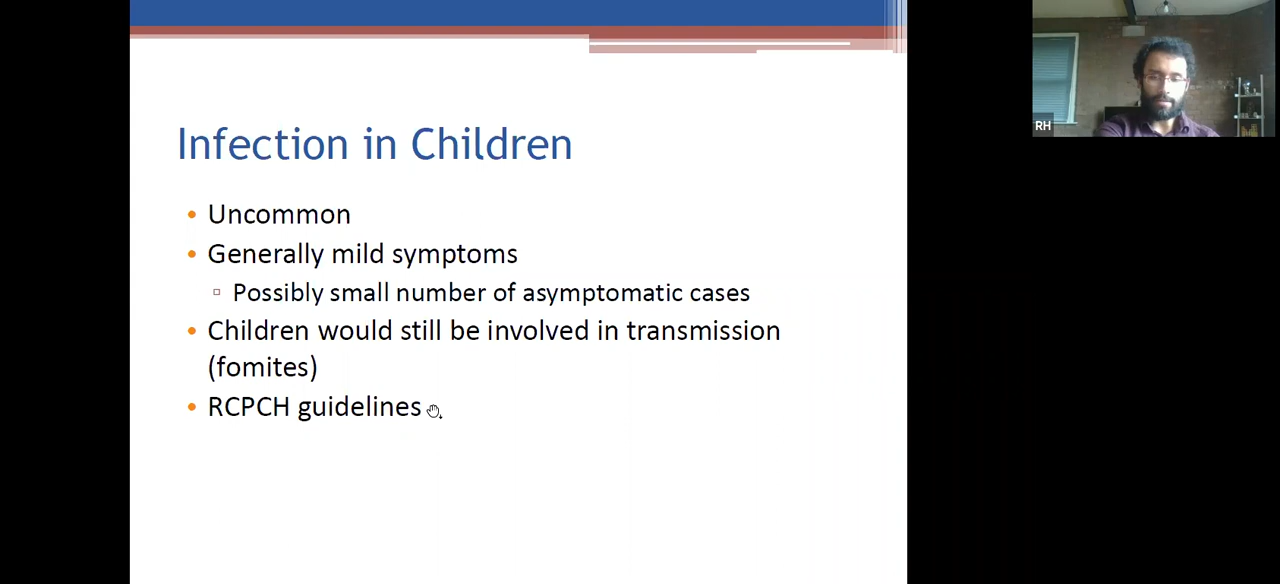 Infection in Children
• Uncommon
• Generally mild symptoms
▫ Possibly small number of asymptomatic cases
• Children would still be involved in transmission
(fomites)
• RCPCH guidelines
RH